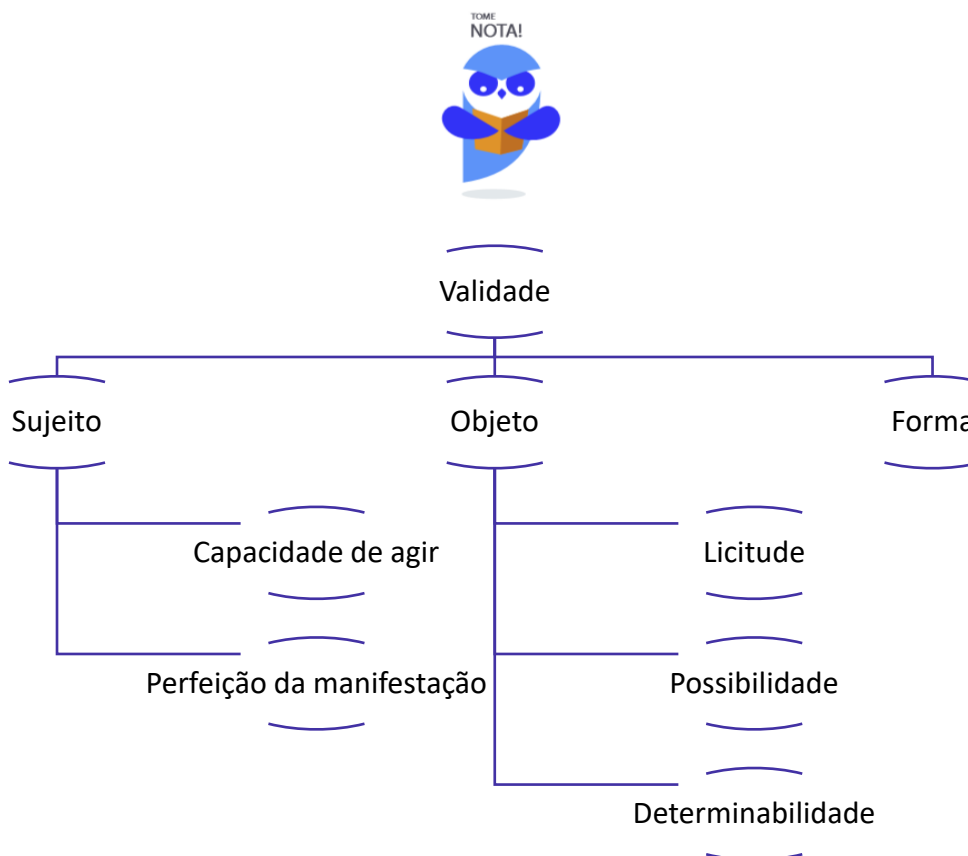 TOME
NOTA!
Validade
Sujeito
Objeto
Forma
Capacidade de agir
Licitude
Perfeição da manifestação
Possibilidade
Determinabilidade